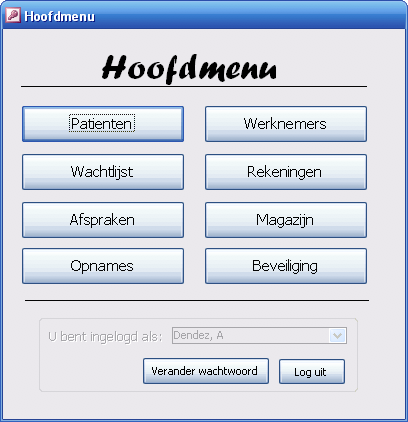 Hoofdmenu
Hoofdmenu
Patienten Werknemers
Wachtlijst Rekeningen
Afspraken Magazijn
Opnames Beveiliging
U bent ingelogd als: Dendez, A
Verander wachtwoord Log uit